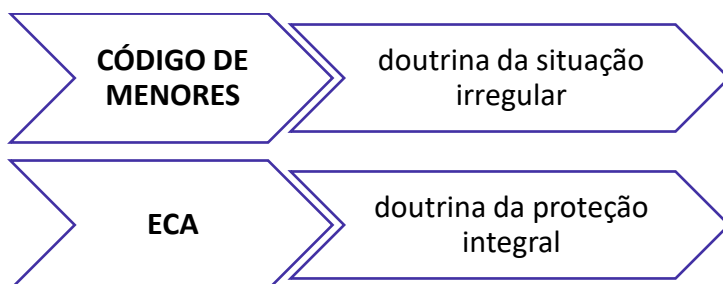 CÓDIGO DE
MENORES
doutrina da situação
irregular
ECA
doutrina da proteção
integral